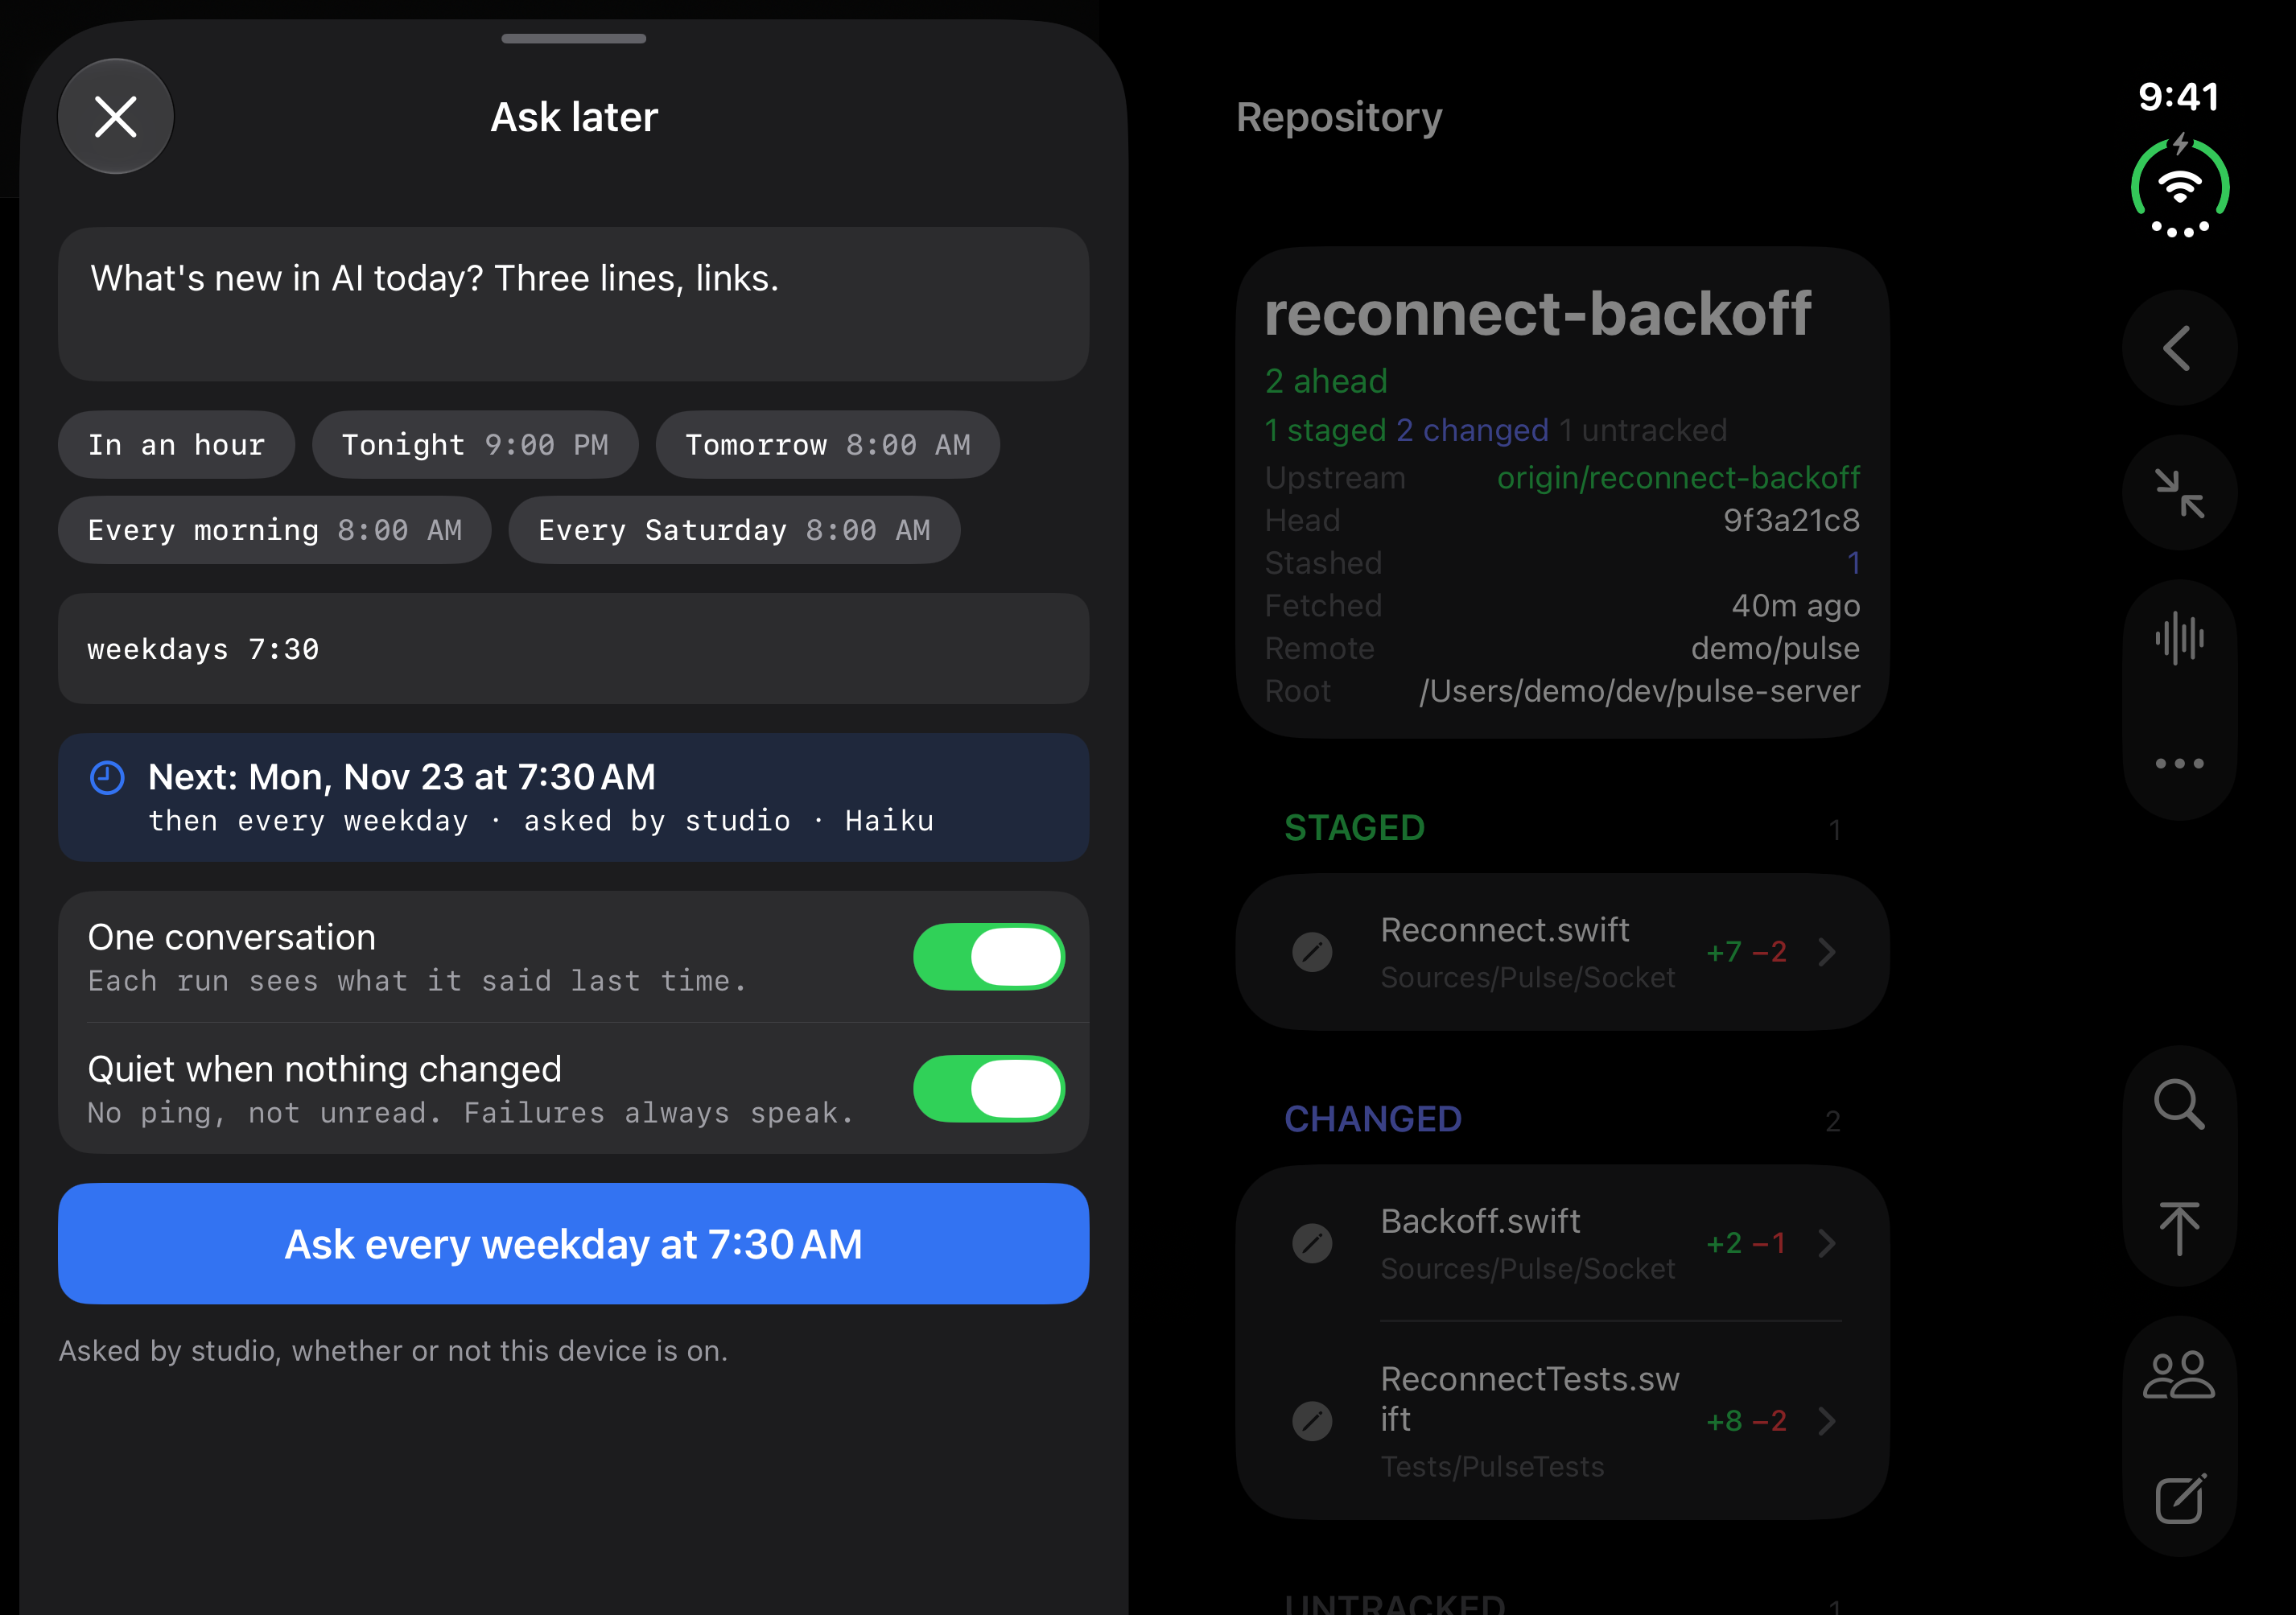 Ask later
What's new in AI today? Three lines, links.
In an hour
Tonight 9:00 PM
Tomorrow 8:00 AM
Every morning 8:00 AM
Every Saturday 8:00 AM
weekdays 7:30
Next: Mon, Nov 23 at 7:30 AM
then every weekday · asked by studio · Haiku
One conversation
Each run sees what it said last time.
Quiet when nothing changed
No ping, not unread. Failures always speak.
Ask every weekday at 7:30 AM
Asked by studio, whether or not this device is on.
Repository
reconnect-backoff
2 ahead
1 staged 2 changed 1 untracked
Upstream origin/reconnect-backoff
Head 9f3a21c8
Stashed 1
Fetched 40m ago
Remote demo/pulse
Root /Users/demo/dev/pulse-server
STAGED 1
Reconnect.swift
Sources/Pulse/Socket
+7 −2
CHANGED 2
Backoff.swift
Sources/Pulse/Socket
+2 −1
ReconnectTests.sw
ift
Tests/PulseTests
+8 −2
UNTRACKED 1
9:41